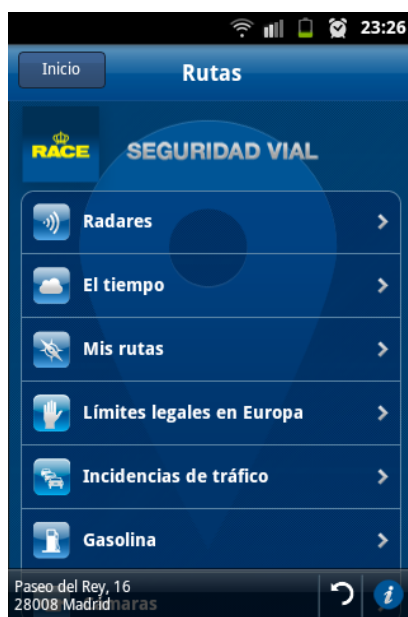 23:26
Inicio
Rutas
RACE
SEGURIDAD VIAL
Radares
El tiempo
Mis rutas
Límites legales en Europa
Incidencias de tráfico
Gasolina
Paseo del Rey, 16
28008 Madrid